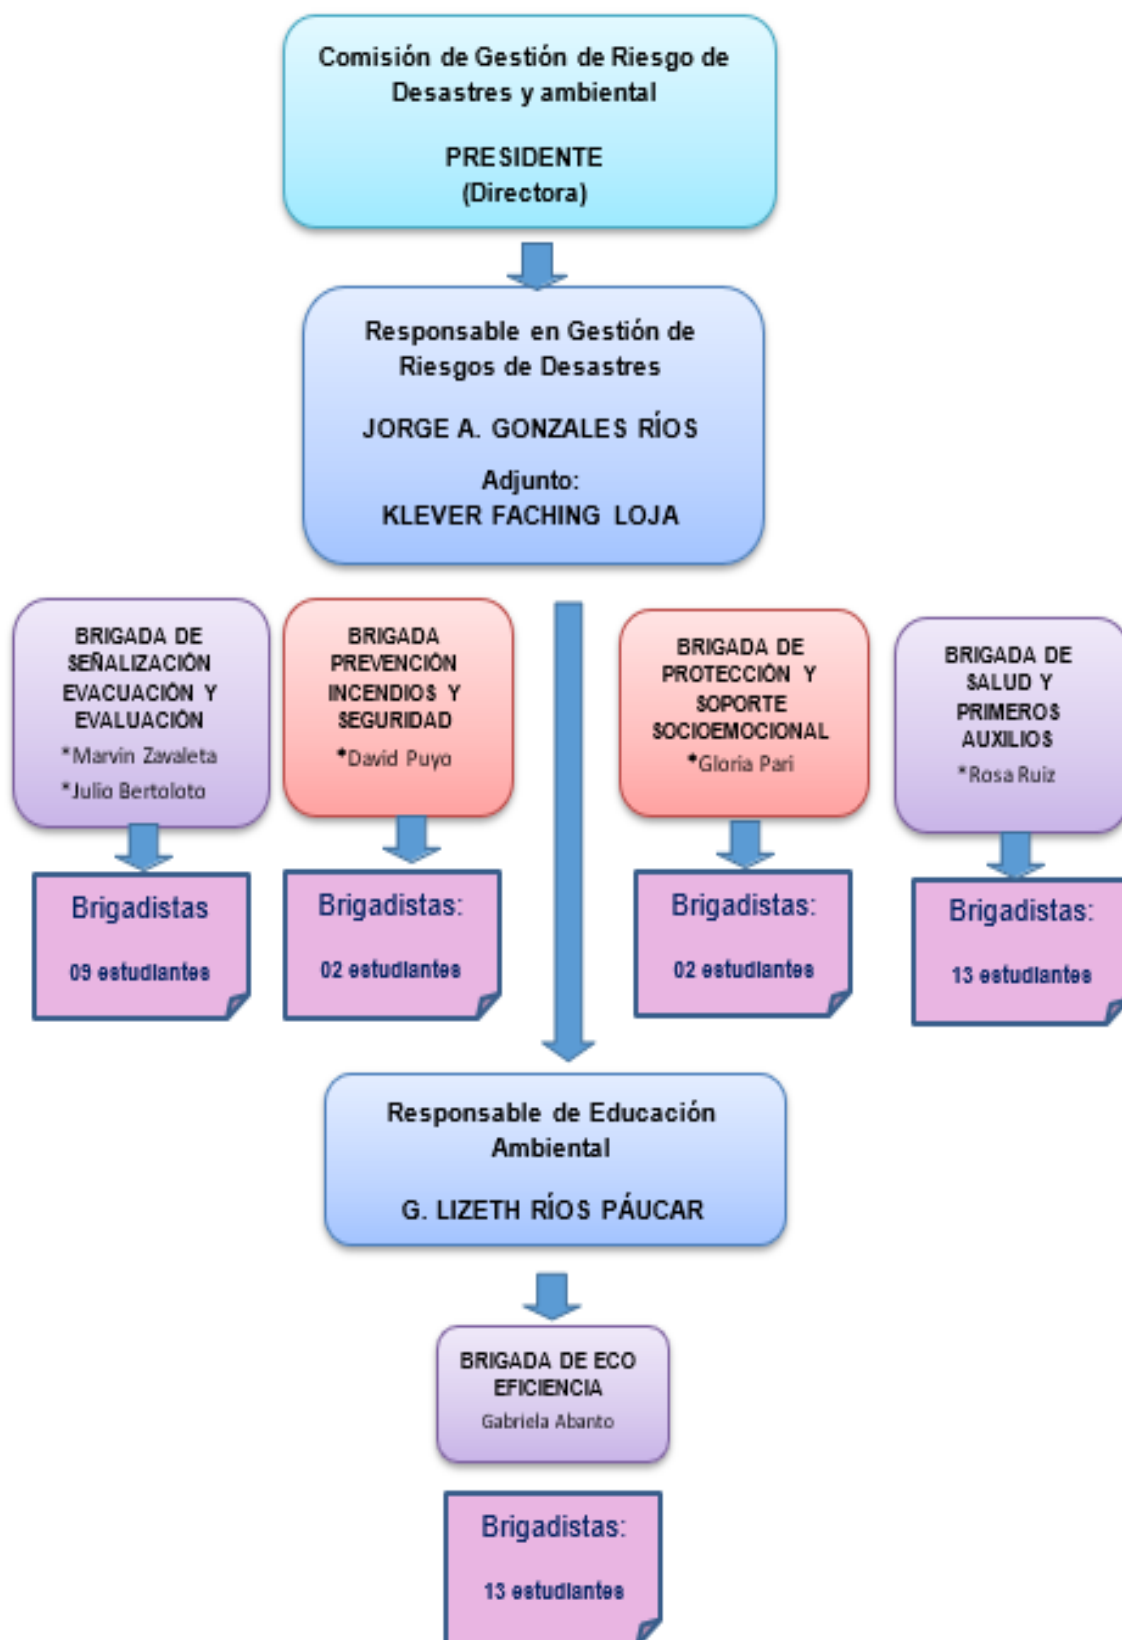 Comisión de Gestión de Riesgo de
Desastres y ambiental
PRESIDENTE
(Directora)
Responsable en Gestión de
Riesgos de Desastres
JORGE A. GONZALES RÍOS
Adjunto:
KLEVER FACHING LOJA
BRIGADA DE
SEÑALIZACIÓN
EVACUACIÓN Y
EVALUACIÓN
*Marvin Zavaleta
*Julio Bertoloto
BRIGADA
PREVENCIÓN
INCENDIOS Y
SEGURIDAD
*David Puyo
BRIGADA DE
PROTECCIÓN Y
SOPORTE
SOCIOEMOCIONAL
*Gloria Pari
BRIGADA DE
SALUD Y
PRIMEROS
AUXILIOS
*Rosa Ruiz
Brigadistas
09 estudiantes
Brigadistas:
02 estudiantes
Brigadistas:
02 estudiantes
Brigadistas:
13 estudiantes
Responsable de Educación
Ambiental
G. LIZETH RÍOS PÁUCAR
BRIGADA DE ECO
EFICIENCIA
Gabriela Abanto
Brigadistas:
13 estudiantes